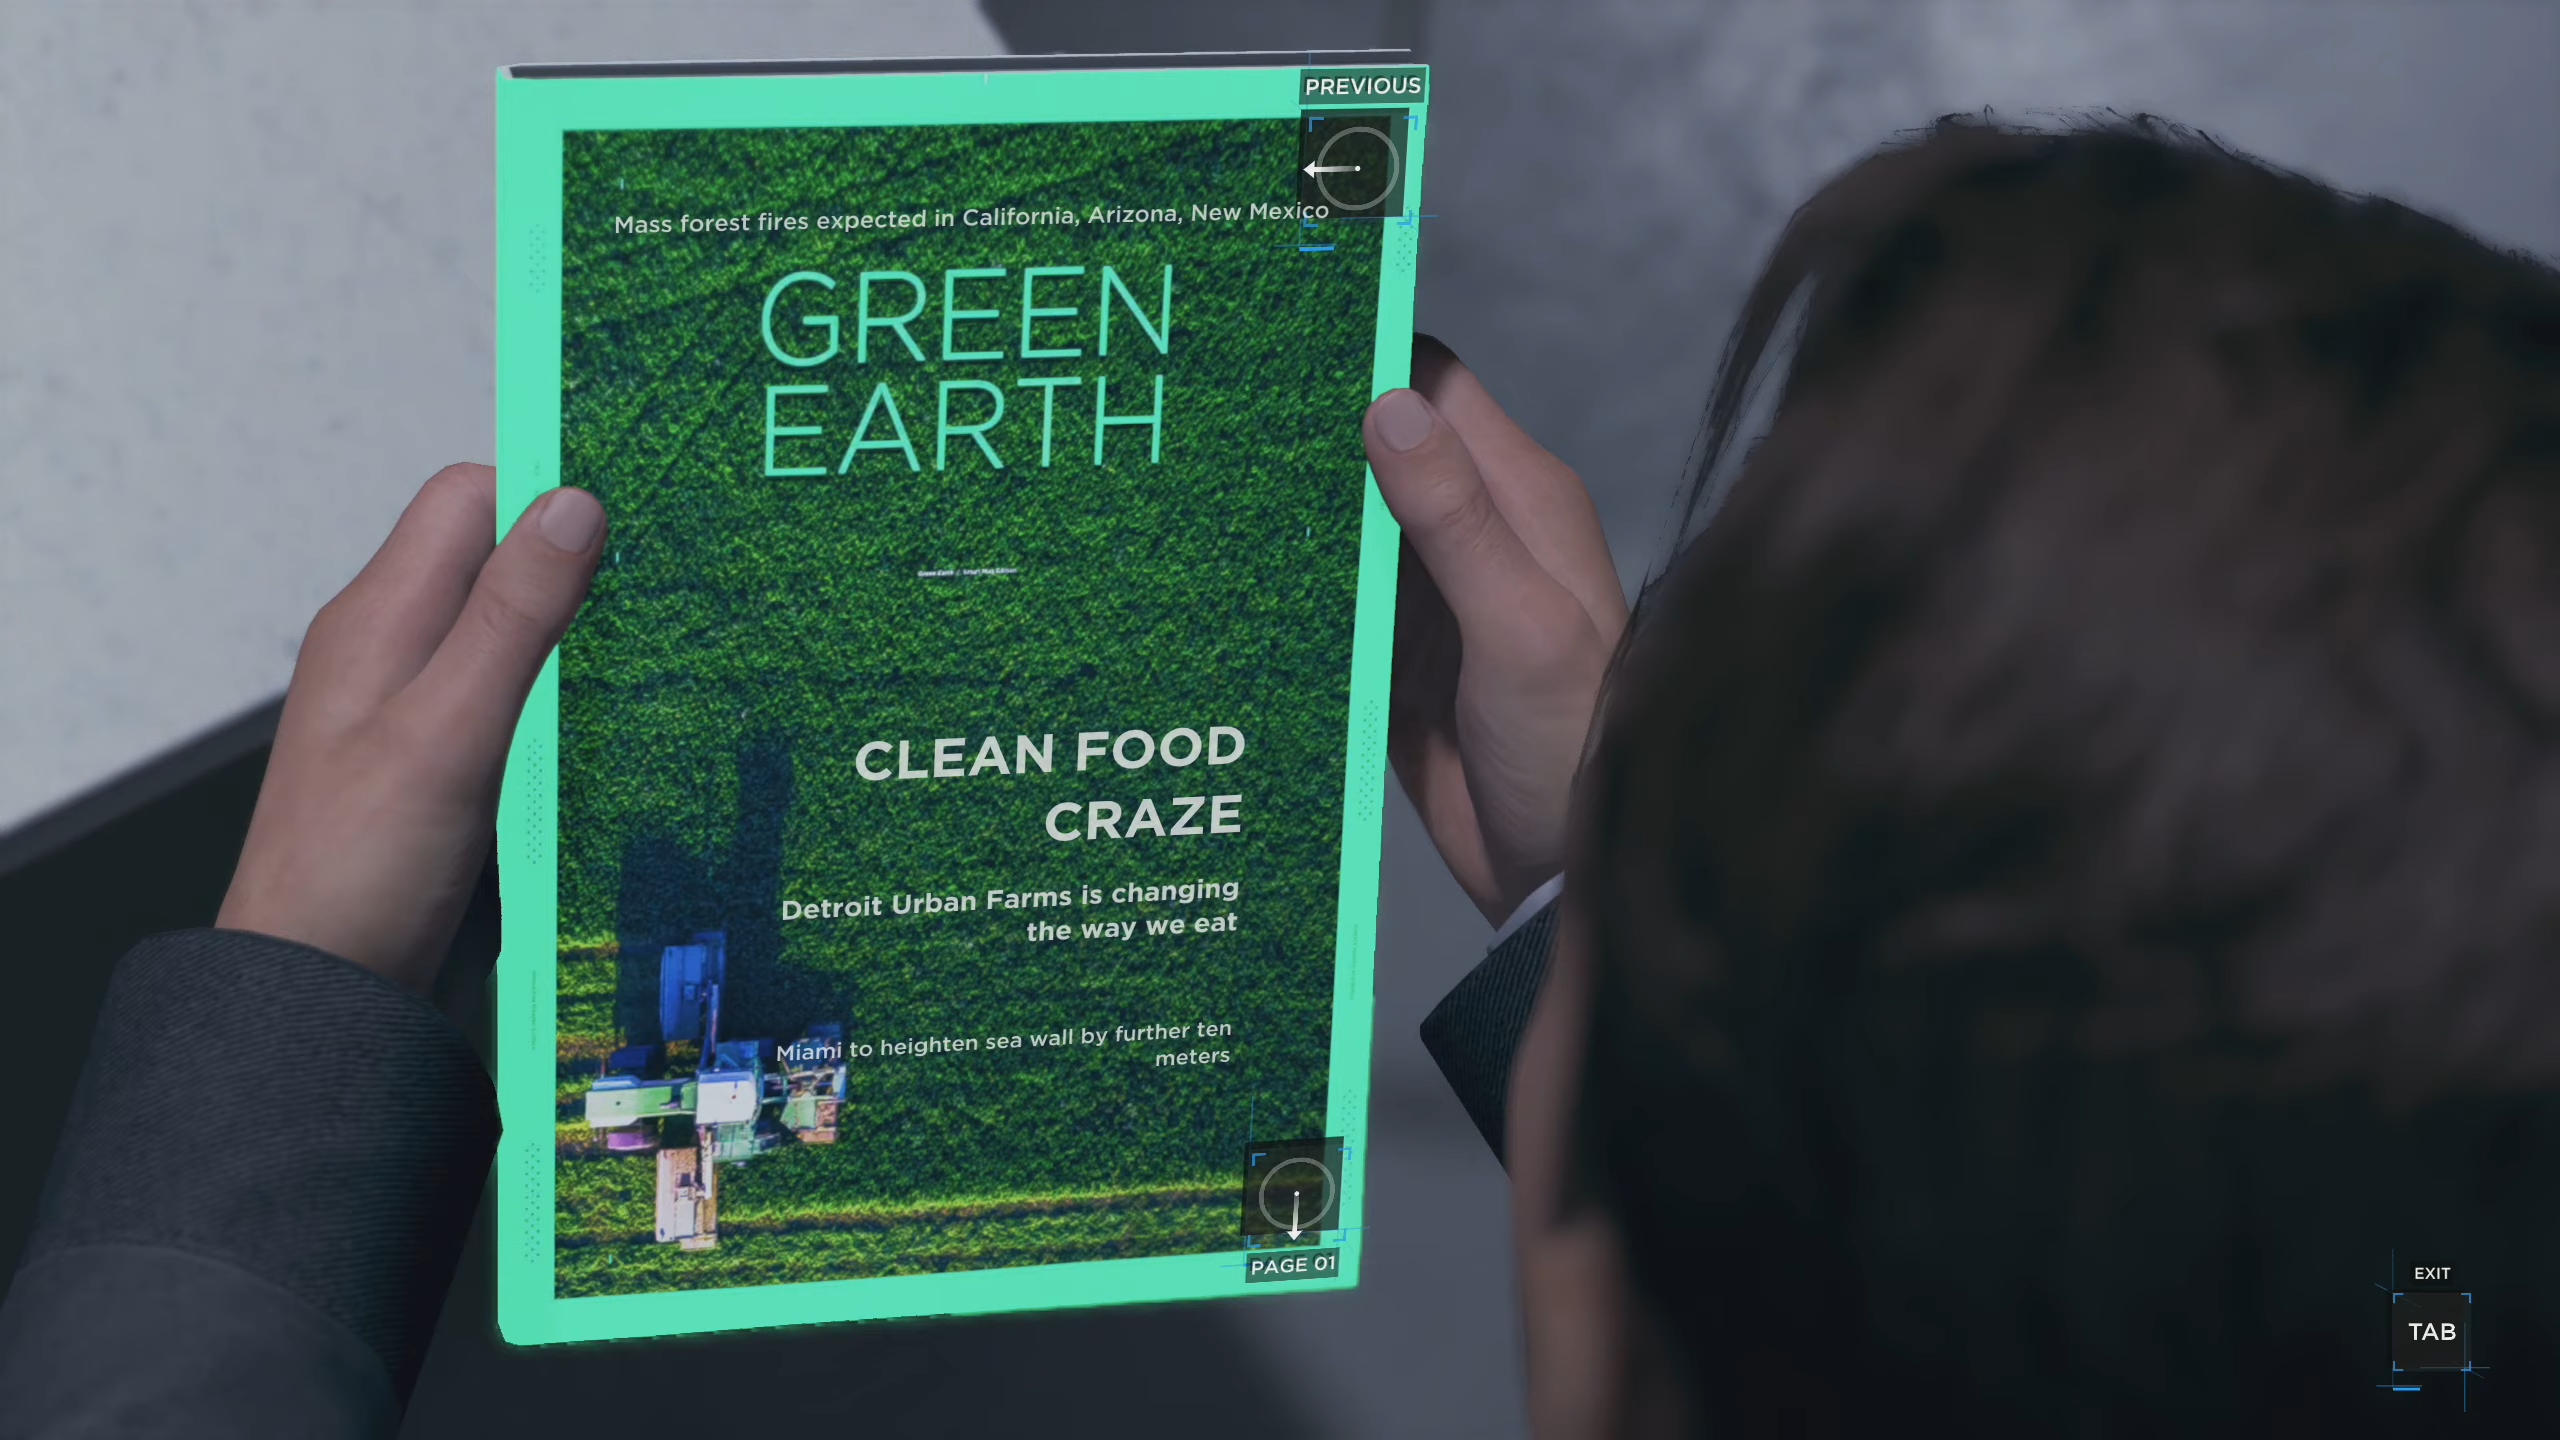 PREVIOUS
Mass forest fires expected in California, Arizona, New Mexico
GREEN
EARTH
CLEAN FOOD
CRAZE
Detroit Urban Farms is changing
the way we eat
Miami to heighten sea wall by further ten
meters
PAGE 01
EXIT
TAB